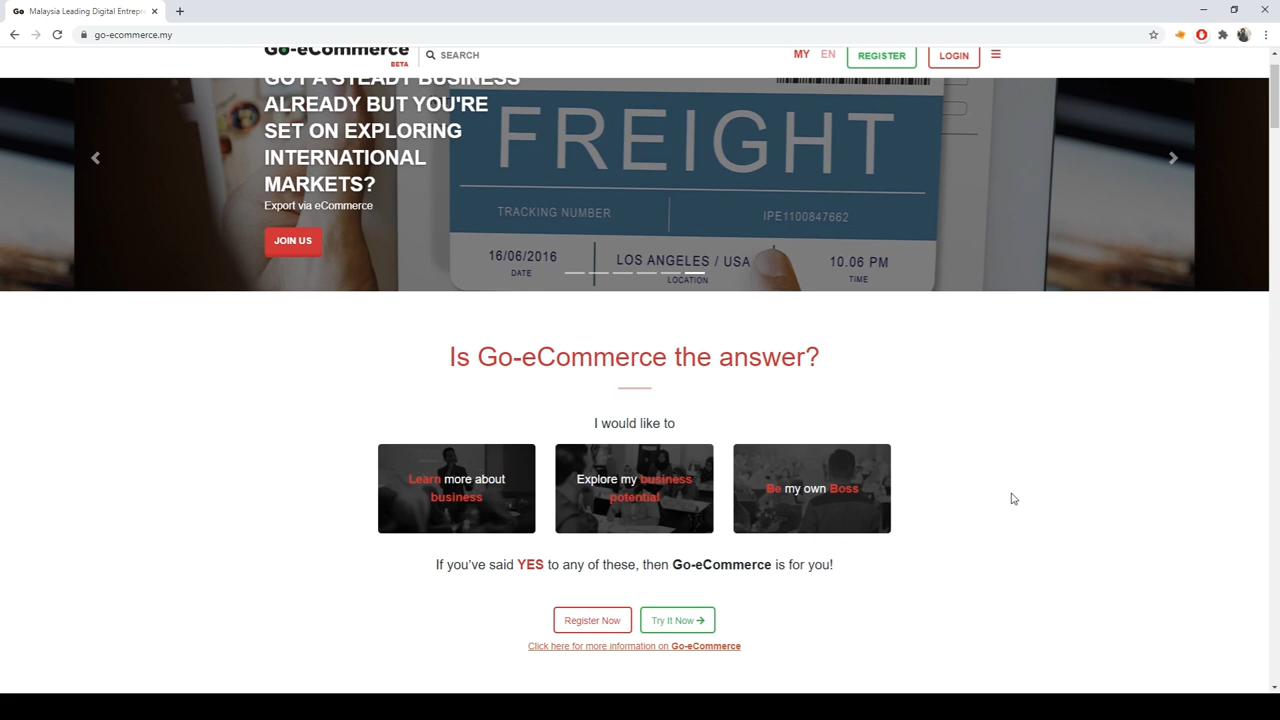 Go Malaysia Leading Digital Entrepre
go-ecommerce.my
Go-eCommerce
BETA
SEARCH
MY EN REGISTER LOGIN
GOT A STEADY BUSINESS
ALREADY BUT YOU'RE
SET ON EXPLORING
INTERNATIONAL
MARKETS?
Export via eCommerce
JOIN US
FREIGHT
TRACKING NUMBER IPE1100847662
16/06/2016 LOS ANGELES / USA 10.06 PM
DATE LOCATION TIME
Is Go-eCommerce the answer?
I would like to
Learn more about
business
Explore my business
potential
Be my own Boss
If you've said YES to any of these, then Go-eCommerce is for you!
Register Now Try It Now
Click here for more information on Go-eCommerce